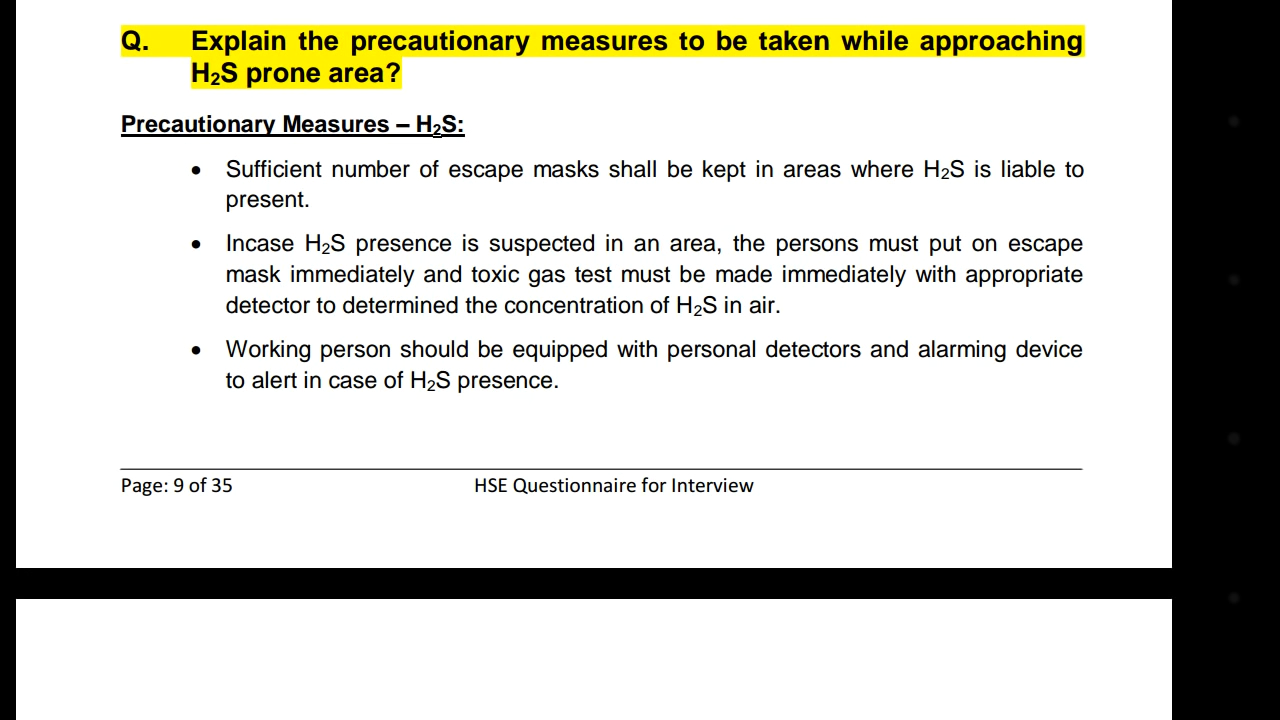 Q. Explain the precautionary measures to be taken while approaching
H₂S prone area?
Precautionary Measures – H₂S:
• Sufficient number of escape masks shall be kept in areas where H₂S is liable to
present.
• Incase H₂S presence is suspected in an area, the persons must put on escape
mask immediately and toxic gas test must be made immediately with appropriate
detector to determined the concentration of H₂S in air.
• Working person should be equipped with personal detectors and alarming device
to alert in case of H₂S presence.
Page: 9 of 35 HSE Questionnaire for Interview